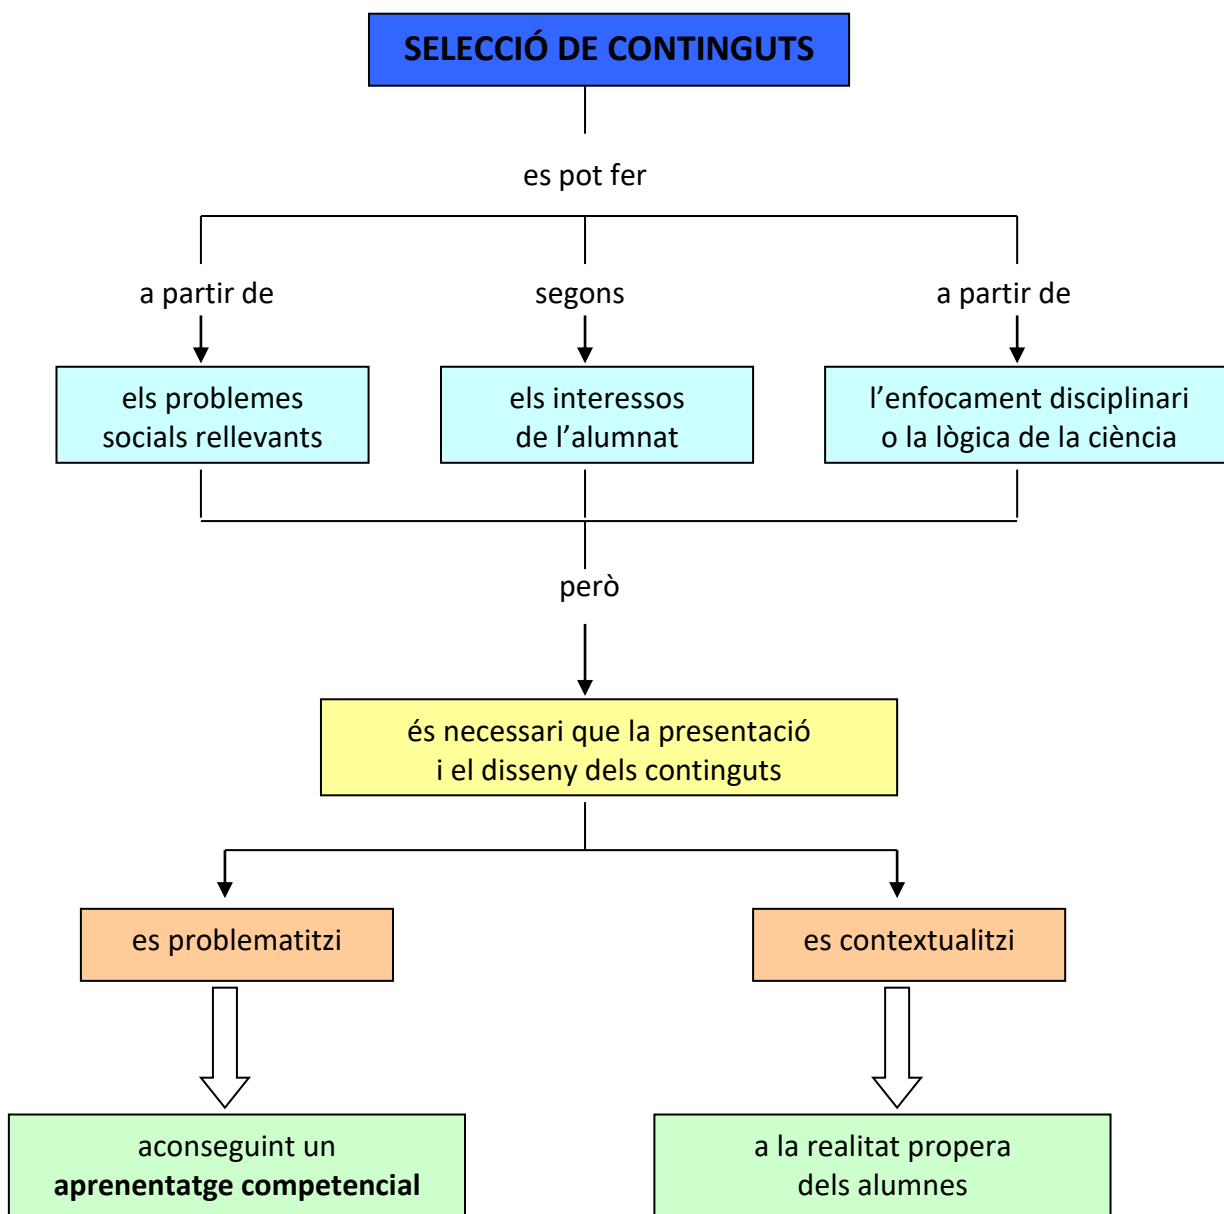 SELECCIÓ DE CONTINGUTS
es pot fer
a partir de
segons
a partir de
els problemes
socials rellevants
els interessos
de l’alumnat
l’enfocament disciplinari
o la lògica de la ciència
però
és necessari que la presentació
i el disseny dels continguts
es problematitzi
es contextualitzi
aconseguint un
aprenentatge competencial
a la realitat propera
dels alumnes